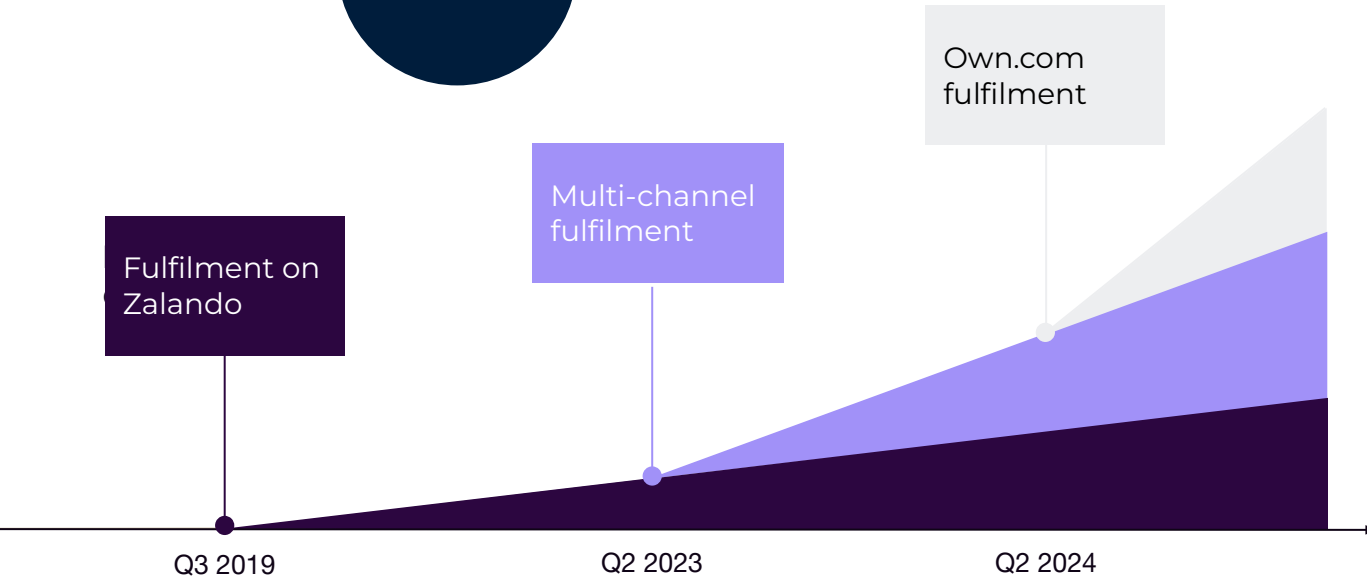 Own.com
fulfilment
Multi-channel
fulfilment
Fulfilment on
Zalando
Q3 2019
Q2 2023
Q2 2024